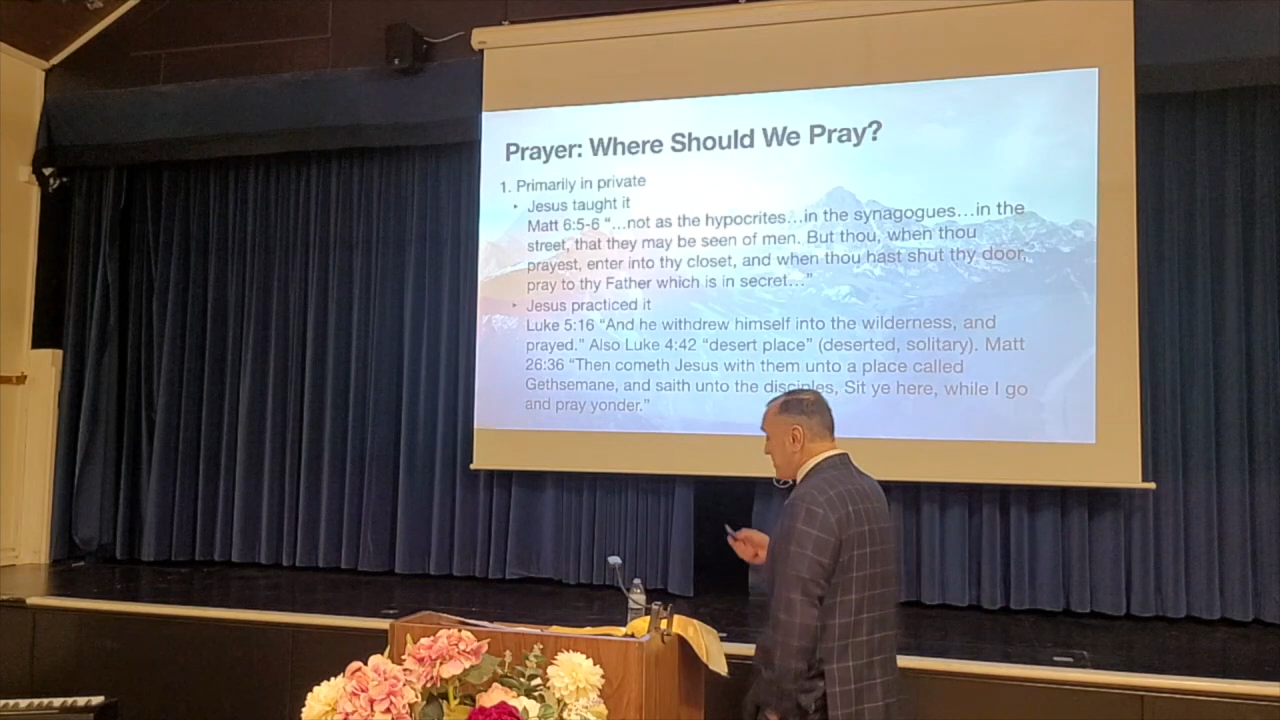 Prayer: Where Should We Pray?
1. Primarily in private
‣ Jesus taught it
Matt 6:5-6 “…not as the hypocrites…in the synagogues…in the
street, that they may be seen of men. But thou, when thou
prayest, enter into thy closet, and when thou hast shut thy door,
pray to thy Father which is in secret…”
‣ Jesus practiced it
Luke 5:16 “And he withdrew himself into the wilderness, and
prayed.” Also Luke 4:42 “desert place” (deserted, solitary). Matt
26:36 “Then cometh Jesus with them unto a place called
Gethsemane, and saith unto the disciples, Sit ye here, while I go
and pray yonder.”